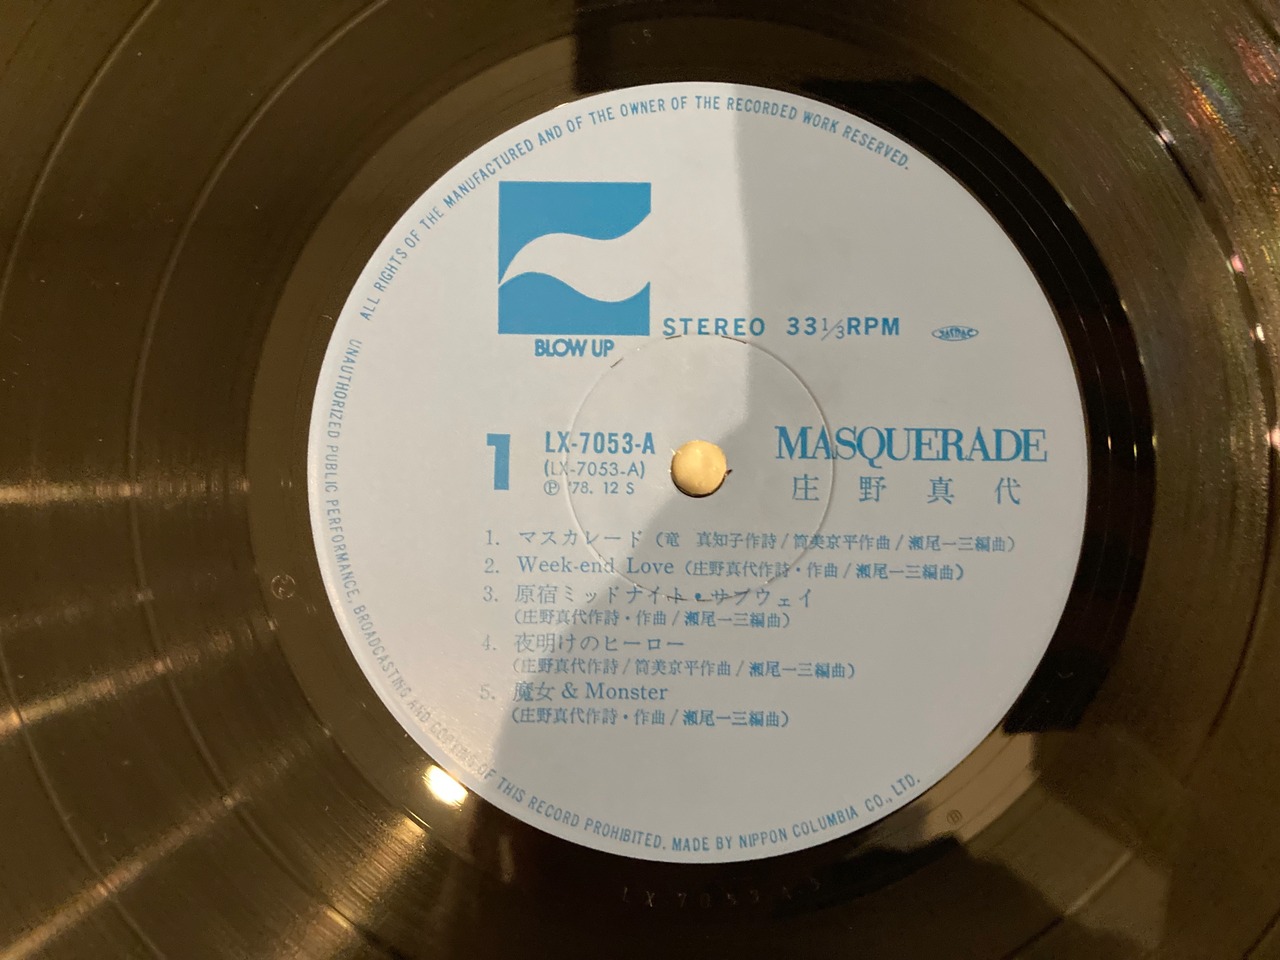 ALL RIGHTS OF THE MANUFACTURED AND OF THE OWNER OF THE RECORDED WORK RESERVED.
UNAUTHORIZED PUBLIC PERFORMANCE, BROADCASTING AND COPYING OF THIS RECORD PROHIBITED. MADE BY NIPPON COLUMBIA CO., LTD.
BLOW UP
STEREO 33 1/3 RPM
JASRAC
1
LX-7053-A
(LX-7053-A)
Ⓟ '78. 12 S
MASQUERADE
庄野真代
1. マスカレード (竜 真知子作詩/筒美京平作曲/瀬尾一三編曲)
2. Week-end Love (庄野真代作詩・作曲/瀬尾一三編曲)
3. 原宿ミッドナイト・サブウェイ
(庄野真代作詩・作曲/瀬尾一三編曲)
4. 夜明けのヒーロー
(庄野真代作詩/筒美京平作曲/瀬尾一三編曲)
5. 魔女 & Monster
(庄野真代作詩・作曲/瀬尾一三編曲)